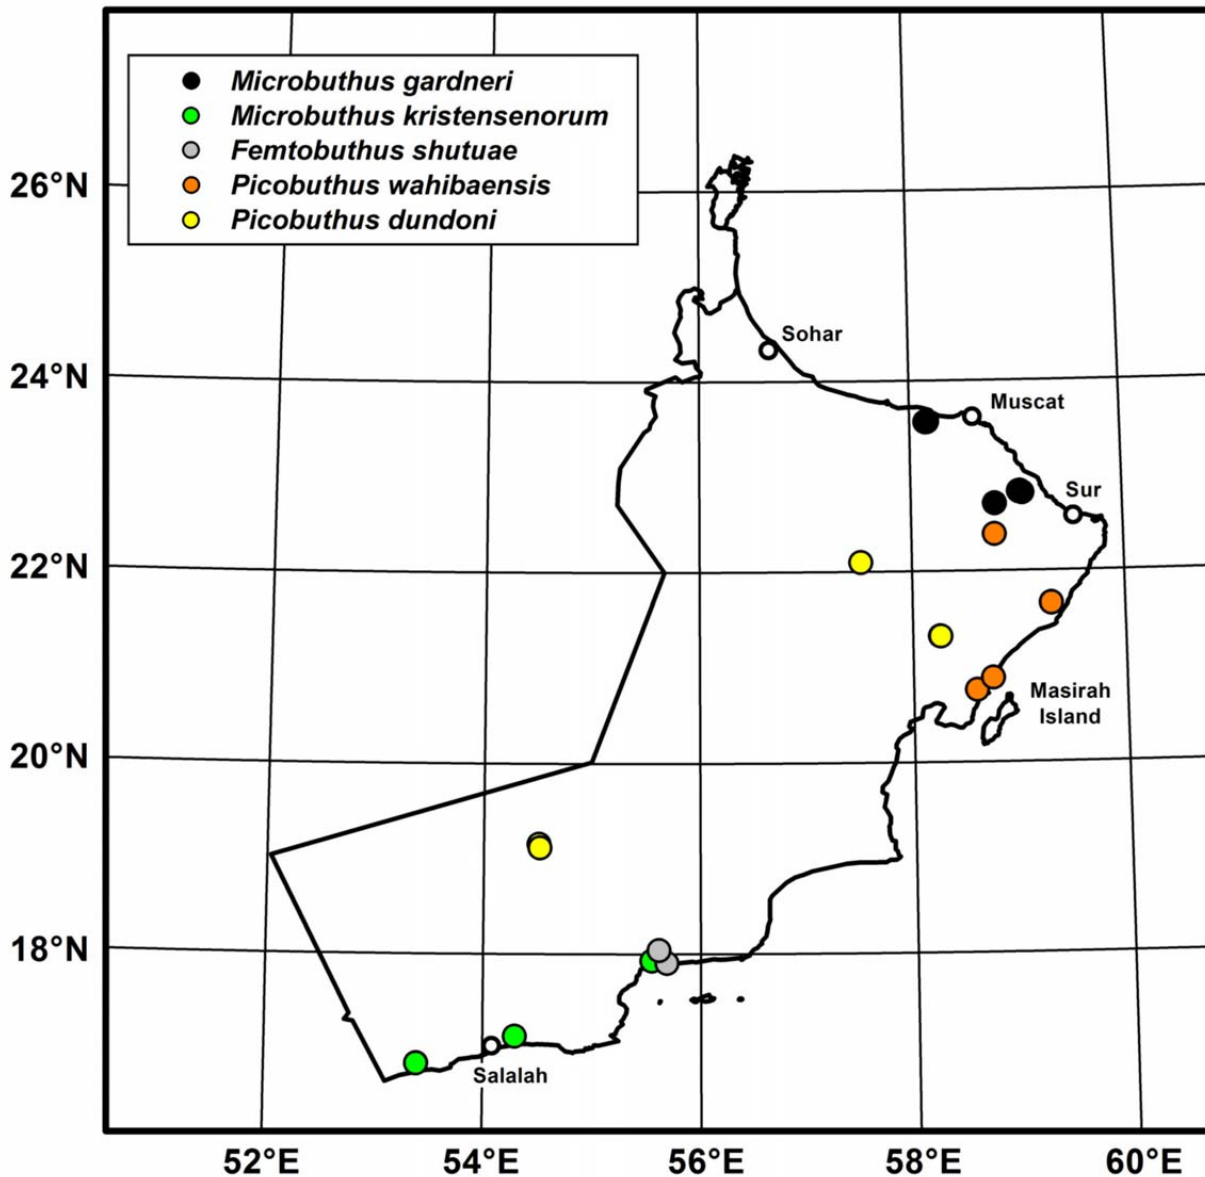 Microbuthus gardneri
Microbuthus kristensenorum
Femtobuthus shutuae
Picobuthus wahibaensis
Picobuthus dundoni
26°N
Sohar
24°N
Muscat
Sur
22°N
Masirah
Island
20°N
18°N
Salalah
52°E 54°E 56°E 58°E 60°E